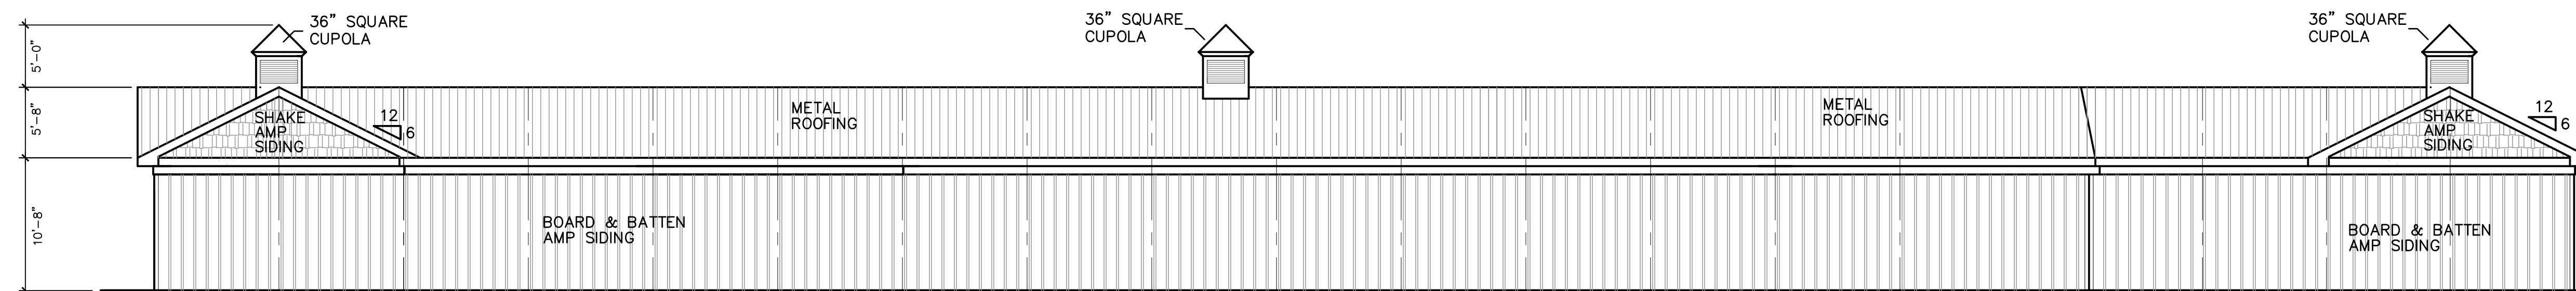 36” SQUARE
CUPOLA
36” SQUARE
CUPOLA
36” SQUARE
CUPOLA
5'-0"
5'-8"
10'-8"
SHAKE
AMP
SIDING
12
6
METAL
ROOFING
METAL
ROOFING
SHAKE
AMP
SIDING
12
6
BOARD & BATTEN
AMP SIDING
BOARD & BATTEN
AMP SIDING